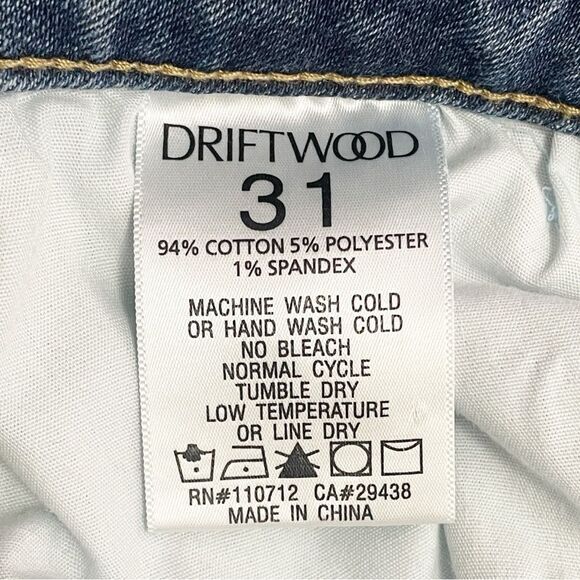 DRIFTWOOD
31
94% COTTON 5% POLYESTER
1% SPANDEX
MACHINE WASH COLD
OR HAND WASH COLD
NO BLEACH
NORMAL CYCLE
TUMBLE DRY
LOW TEMPERATURE
OR LINE DRY
RN#110712 CA#29438
MADE IN CHINA